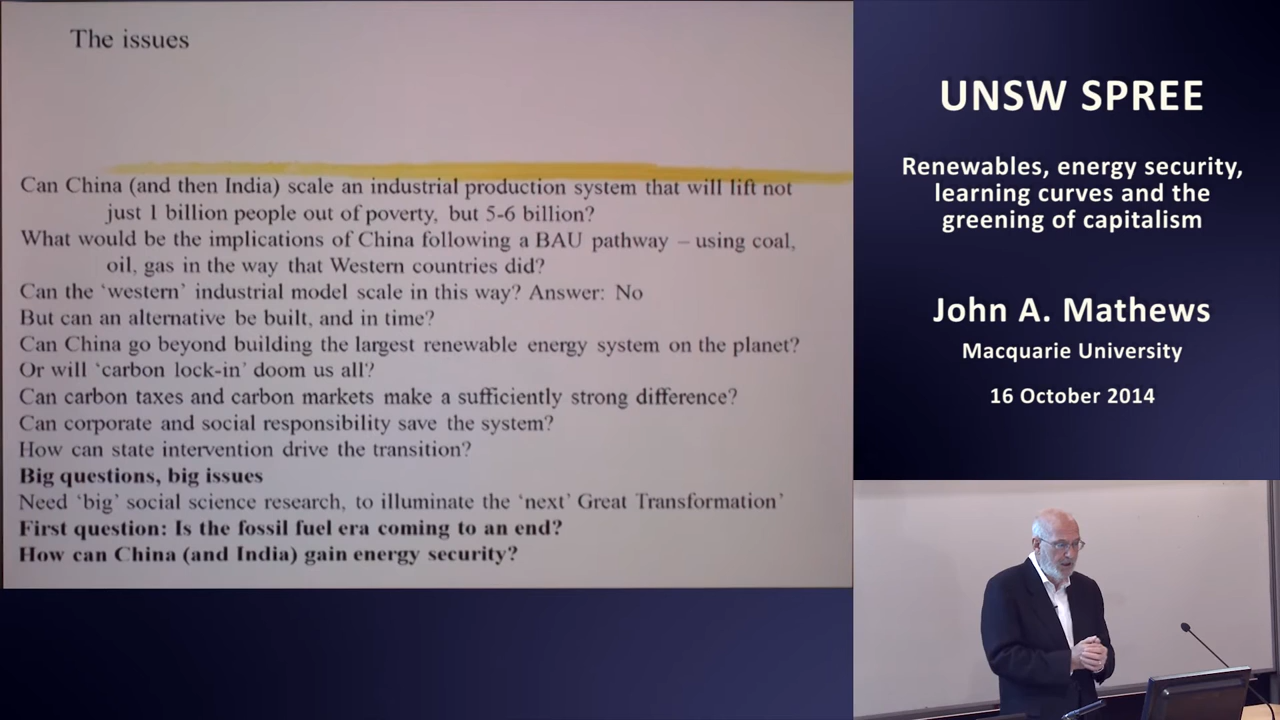 The issues
Can China (and then India) scale an industrial production system that will lift not
just 1 billion people out of poverty, but 5-6 billion?
What would be the implications of China following a BAU pathway – using coal,
oil, gas in the way that Western countries did?
Can the ‘western’ industrial model scale in this way? Answer: No
But can an alternative be built, and in time?
Can China go beyond building the largest renewable energy system on the planet?
Or will ‘carbon lock-in’ doom us all?
Can carbon taxes and carbon markets make a sufficiently strong difference?
Can corporate and social responsibility save the system?
How can state intervention drive the transition?
Big questions, big issues
Need ‘big’ social science research, to illuminate the ‘next’ Great Transformation’
First question: Is the fossil fuel era coming to an end?
How can China (and India) gain energy security?
UNSW SPREE
Renewables, energy security,
learning curves and the
greening of capitalism
John A. Mathews
Macquarie University
16 October 2014